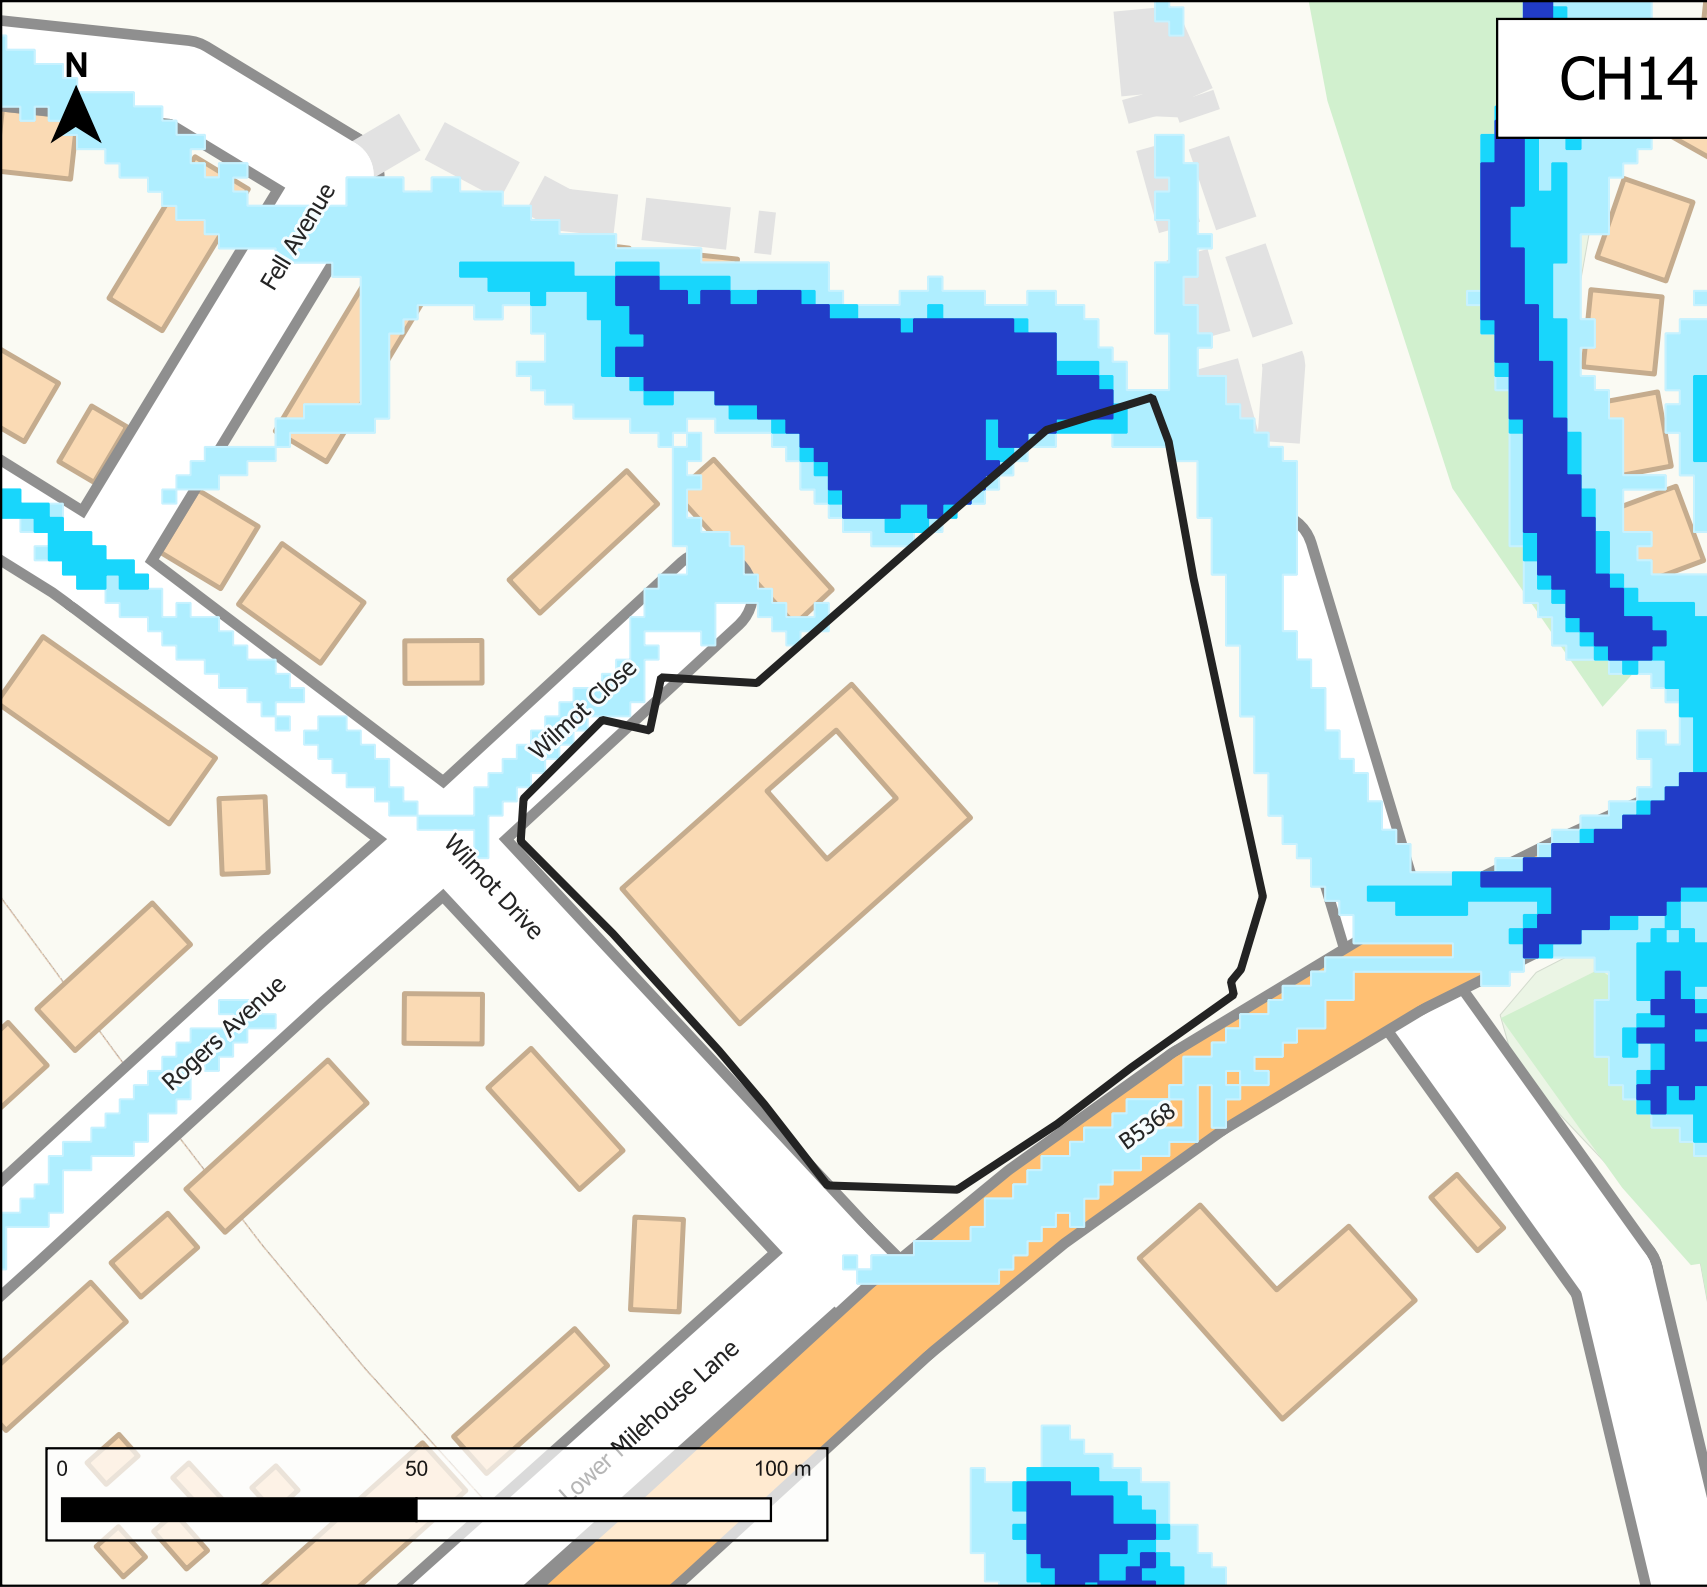 N
CH14
Fell Avenue
Wilmot Close
Wilmot Drive
Rogers Avenue
B5368
Lower Milehouse Lane
0 50 100 m